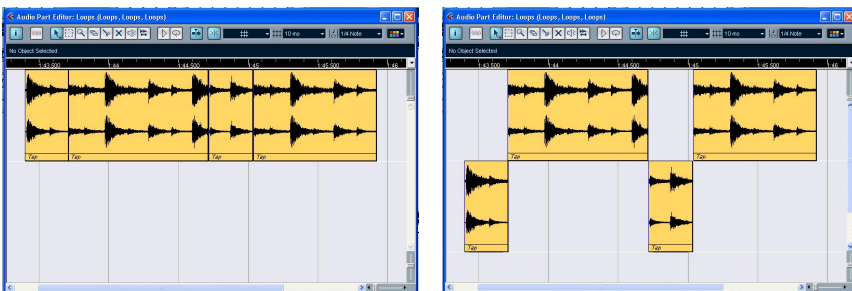 Audio Part Editor: Loops (Loops, Loops, Loops)
10 ms
1/4 Note
No Object Selected
1:43.500 1:44 1:44.500 1:45 1:45.500 1:46
Tap Tap Tap Tap
Audio Part Editor: Loops (Loops, Loops, Loops)
10 ms
1/4 Note
No Object Selected
1:43.500 1:44 1:44.500 1:45 1:45.500 1:46
Tap Tap
Tap Tap